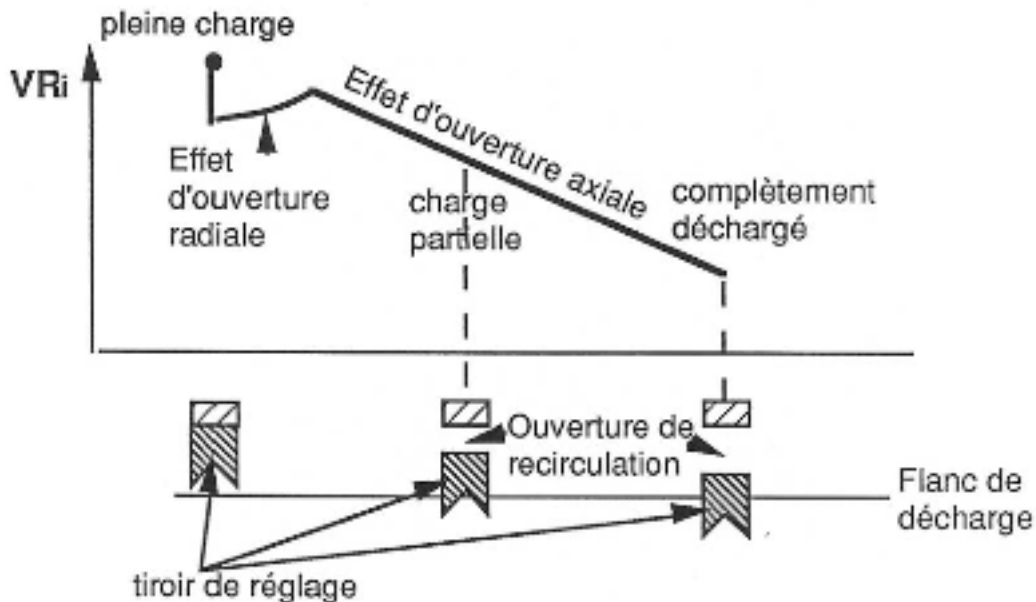 pleine charge
VRi
Effet d'ouverture axiale
Effet
d'ouverture
radiale
charge
partielle
complètement
déchargé
Ouverture de
recirculation
Flanc de
décharge
tiroir de réglage